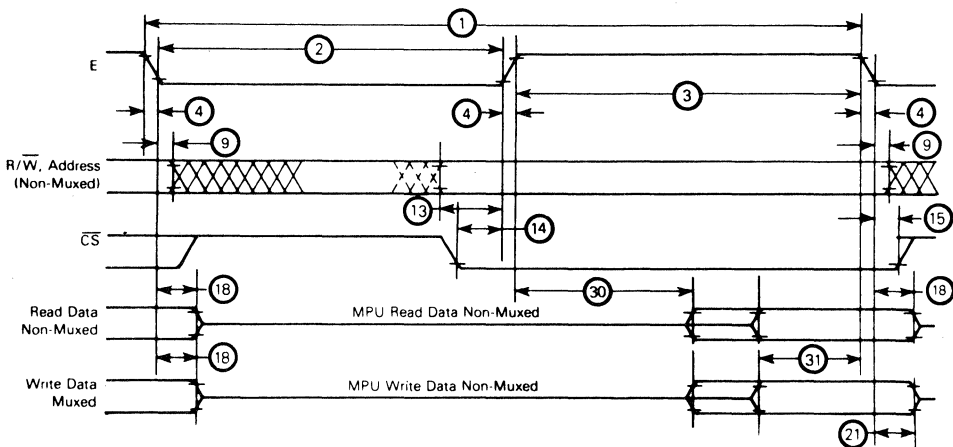 1
2
E
3
4
4
4
9
9
R/W̅, Address
(Non-Muxed)
13
14
15
C̅S̅
30
18
18
Read Data
Non-Muxed
MPU Read Data Non-Muxed
18
31
Write Data
Muxed
MPU Write Data Non-Muxed
21